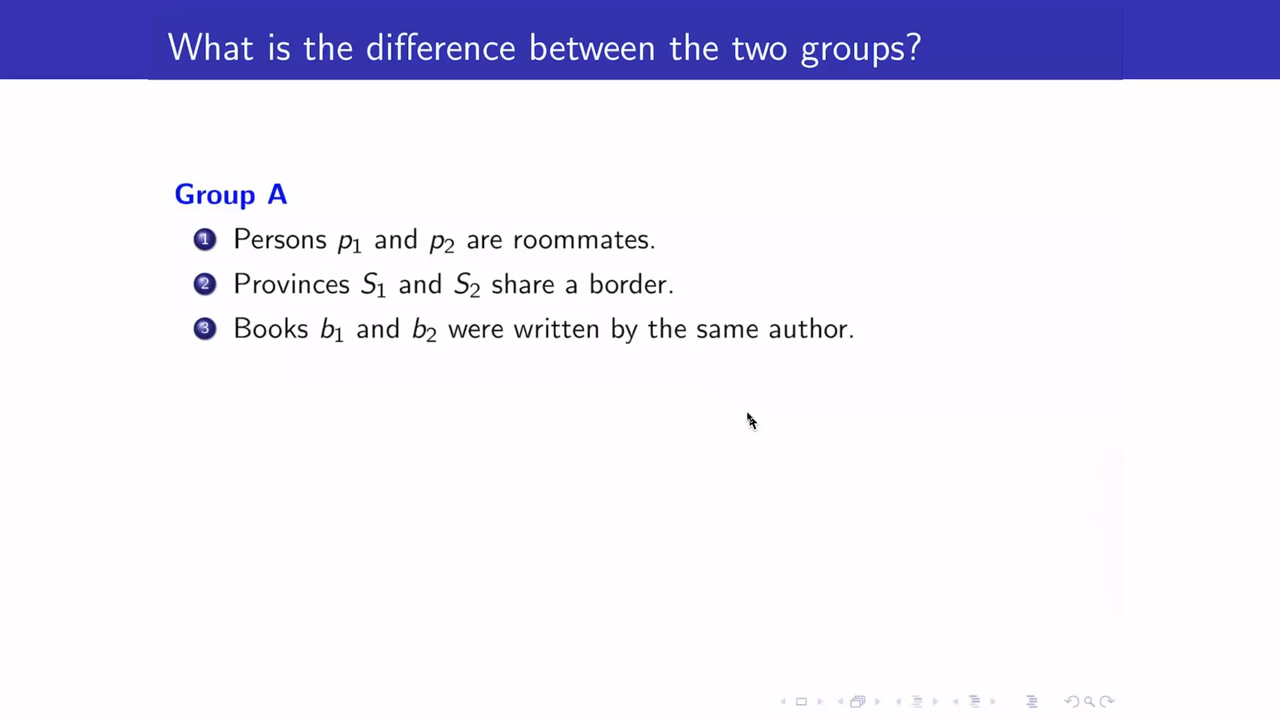 What is the difference between the two groups?
Group A
1 Persons p₁ and p₂ are roommates.
2 Provinces S₁ and S₂ share a border.
3 Books b₁ and b₂ were written by the same author.